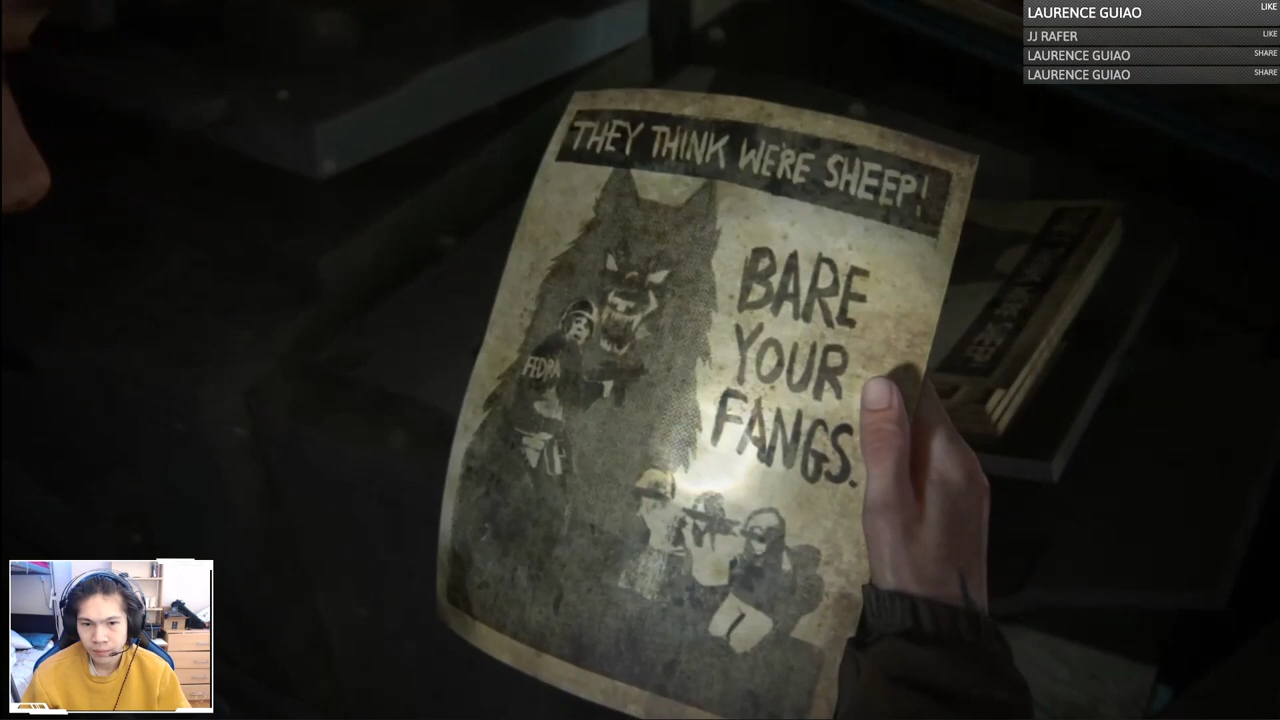 LAURENCE GUIAO LIKE
JJ RAFER LIKE
LAURENCE GUIAO SHARE
LAURENCE GUIAO SHARE
THEY THINK WE'RE SHEEP!
BARE
YOUR
FANGS.
FEDRA